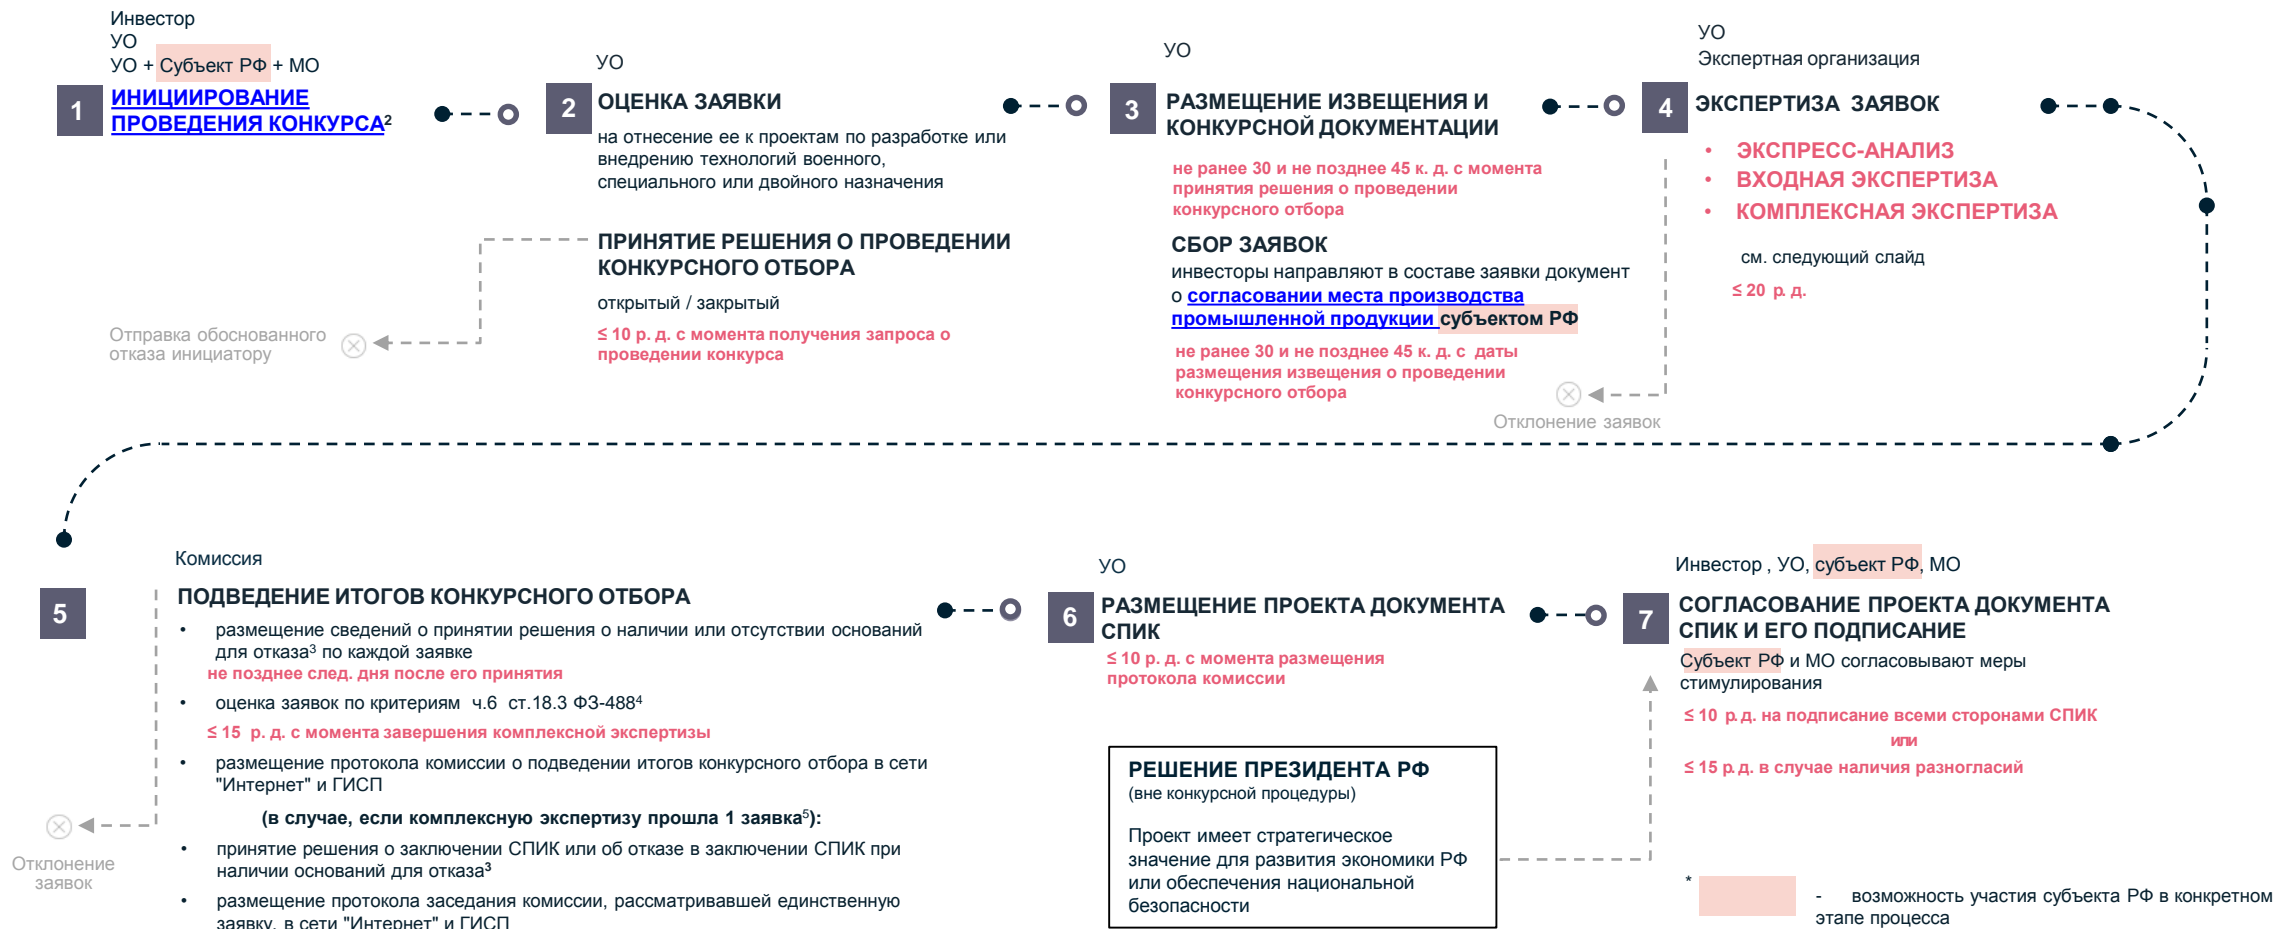 Инвестор
УО
УО + Субъект РФ + МО
1
ИНИЦИИРОВАНИЕ
ПРОВЕДЕНИЯ КОНКУРСА²
УО
2
ОЦЕНКА ЗАЯВКИ
на отнесение ее к проектам по разработке или
внедрению технологий военного,
специального или двойного назначения
ПРИНЯТИЕ РЕШЕНИЯ О ПРОВЕДЕНИИ
КОНКУРСНОГО ОТБОРА
открытый / закрытый
≤ 10 р. д. с момента получения запроса о
проведении конкурса
Отправка обоснованного
отказа инициатору
УО
3
РАЗМЕЩЕНИЕ ИЗВЕЩЕНИЯ И
КОНКУРСНОЙ ДОКУМЕНТАЦИИ
не ранее 30 и не позднее 45 к. д. с момента
принятия решения о проведении
конкурсного отбора
СБОР ЗАЯВОК
инвесторы направляют в составе заявки документ
о согласовании места производства
промышленной продукции субъектом РФ
не ранее 30 и не позднее 45 к. д. с даты
размещения извещения о проведении
конкурсного отбора
УО
Экспертная организация
4
ЭКСПЕРТИЗА ЗАЯВОК
• ЭКСПРЕСС-АНАЛИЗ
• ВХОДНАЯ ЭКСПЕРТИЗА
• КОМПЛЕКСНАЯ ЭКСПЕРТИЗА
см. следующий слайд
≤ 20 р. д.
Отклонение заявок
Комиссия
5
ПОДВЕДЕНИЕ ИТОГОВ КОНКУРСНОГО ОТБОРА
• размещение сведений о принятии решения о наличии или отсутствии оснований
для отказа³ по каждой заявке
не позднее след. дня после его принятия
• оценка заявок по критериям ч.6 ст.18.3 ФЗ-488⁴
≤ 15 р. д. с момента завершения комплексной экспертизы
• размещение протокола комиссии о подведении итогов конкурсного отбора в сети
"Интернет" и ГИСП
(в случае, если комплексную экспертизу прошла 1 заявка⁵):
• принятие решения о заключении СПИК или об отказе в заключении СПИК при
наличии оснований для отказа³
• размещение протокола заседания комиссии, рассматривавшей единственную
заявку, в сети "Интернет" и ГИСП
Отклонение
заявок
УО
6
РАЗМЕЩЕНИЕ ПРОЕКТА ДОКУМЕНТА
СПИК
≤ 10 р. д. с момента размещения
протокола комиссии
РЕШЕНИЕ ПРЕЗИДЕНТА РФ
(вне конкурсной процедуры)
Проект имеет стратегическое
значение для развития экономики РФ
или обеспечения национальной
безопасности
Инвестор , УО, субъект РФ, МО
7
СОГЛАСОВАНИЕ ПРОЕКТА ДОКУМЕНТА
СПИК И ЕГО ПОДПИСАНИЕ
Субъект РФ и МО согласовывают меры
стимулирования
≤ 10 р. д. на подписание всеми сторонами СПИК
или
≤ 15 р. д. в случае наличия разногласий
*
- возможность участия субъекта РФ в конкретном
этапе процесса